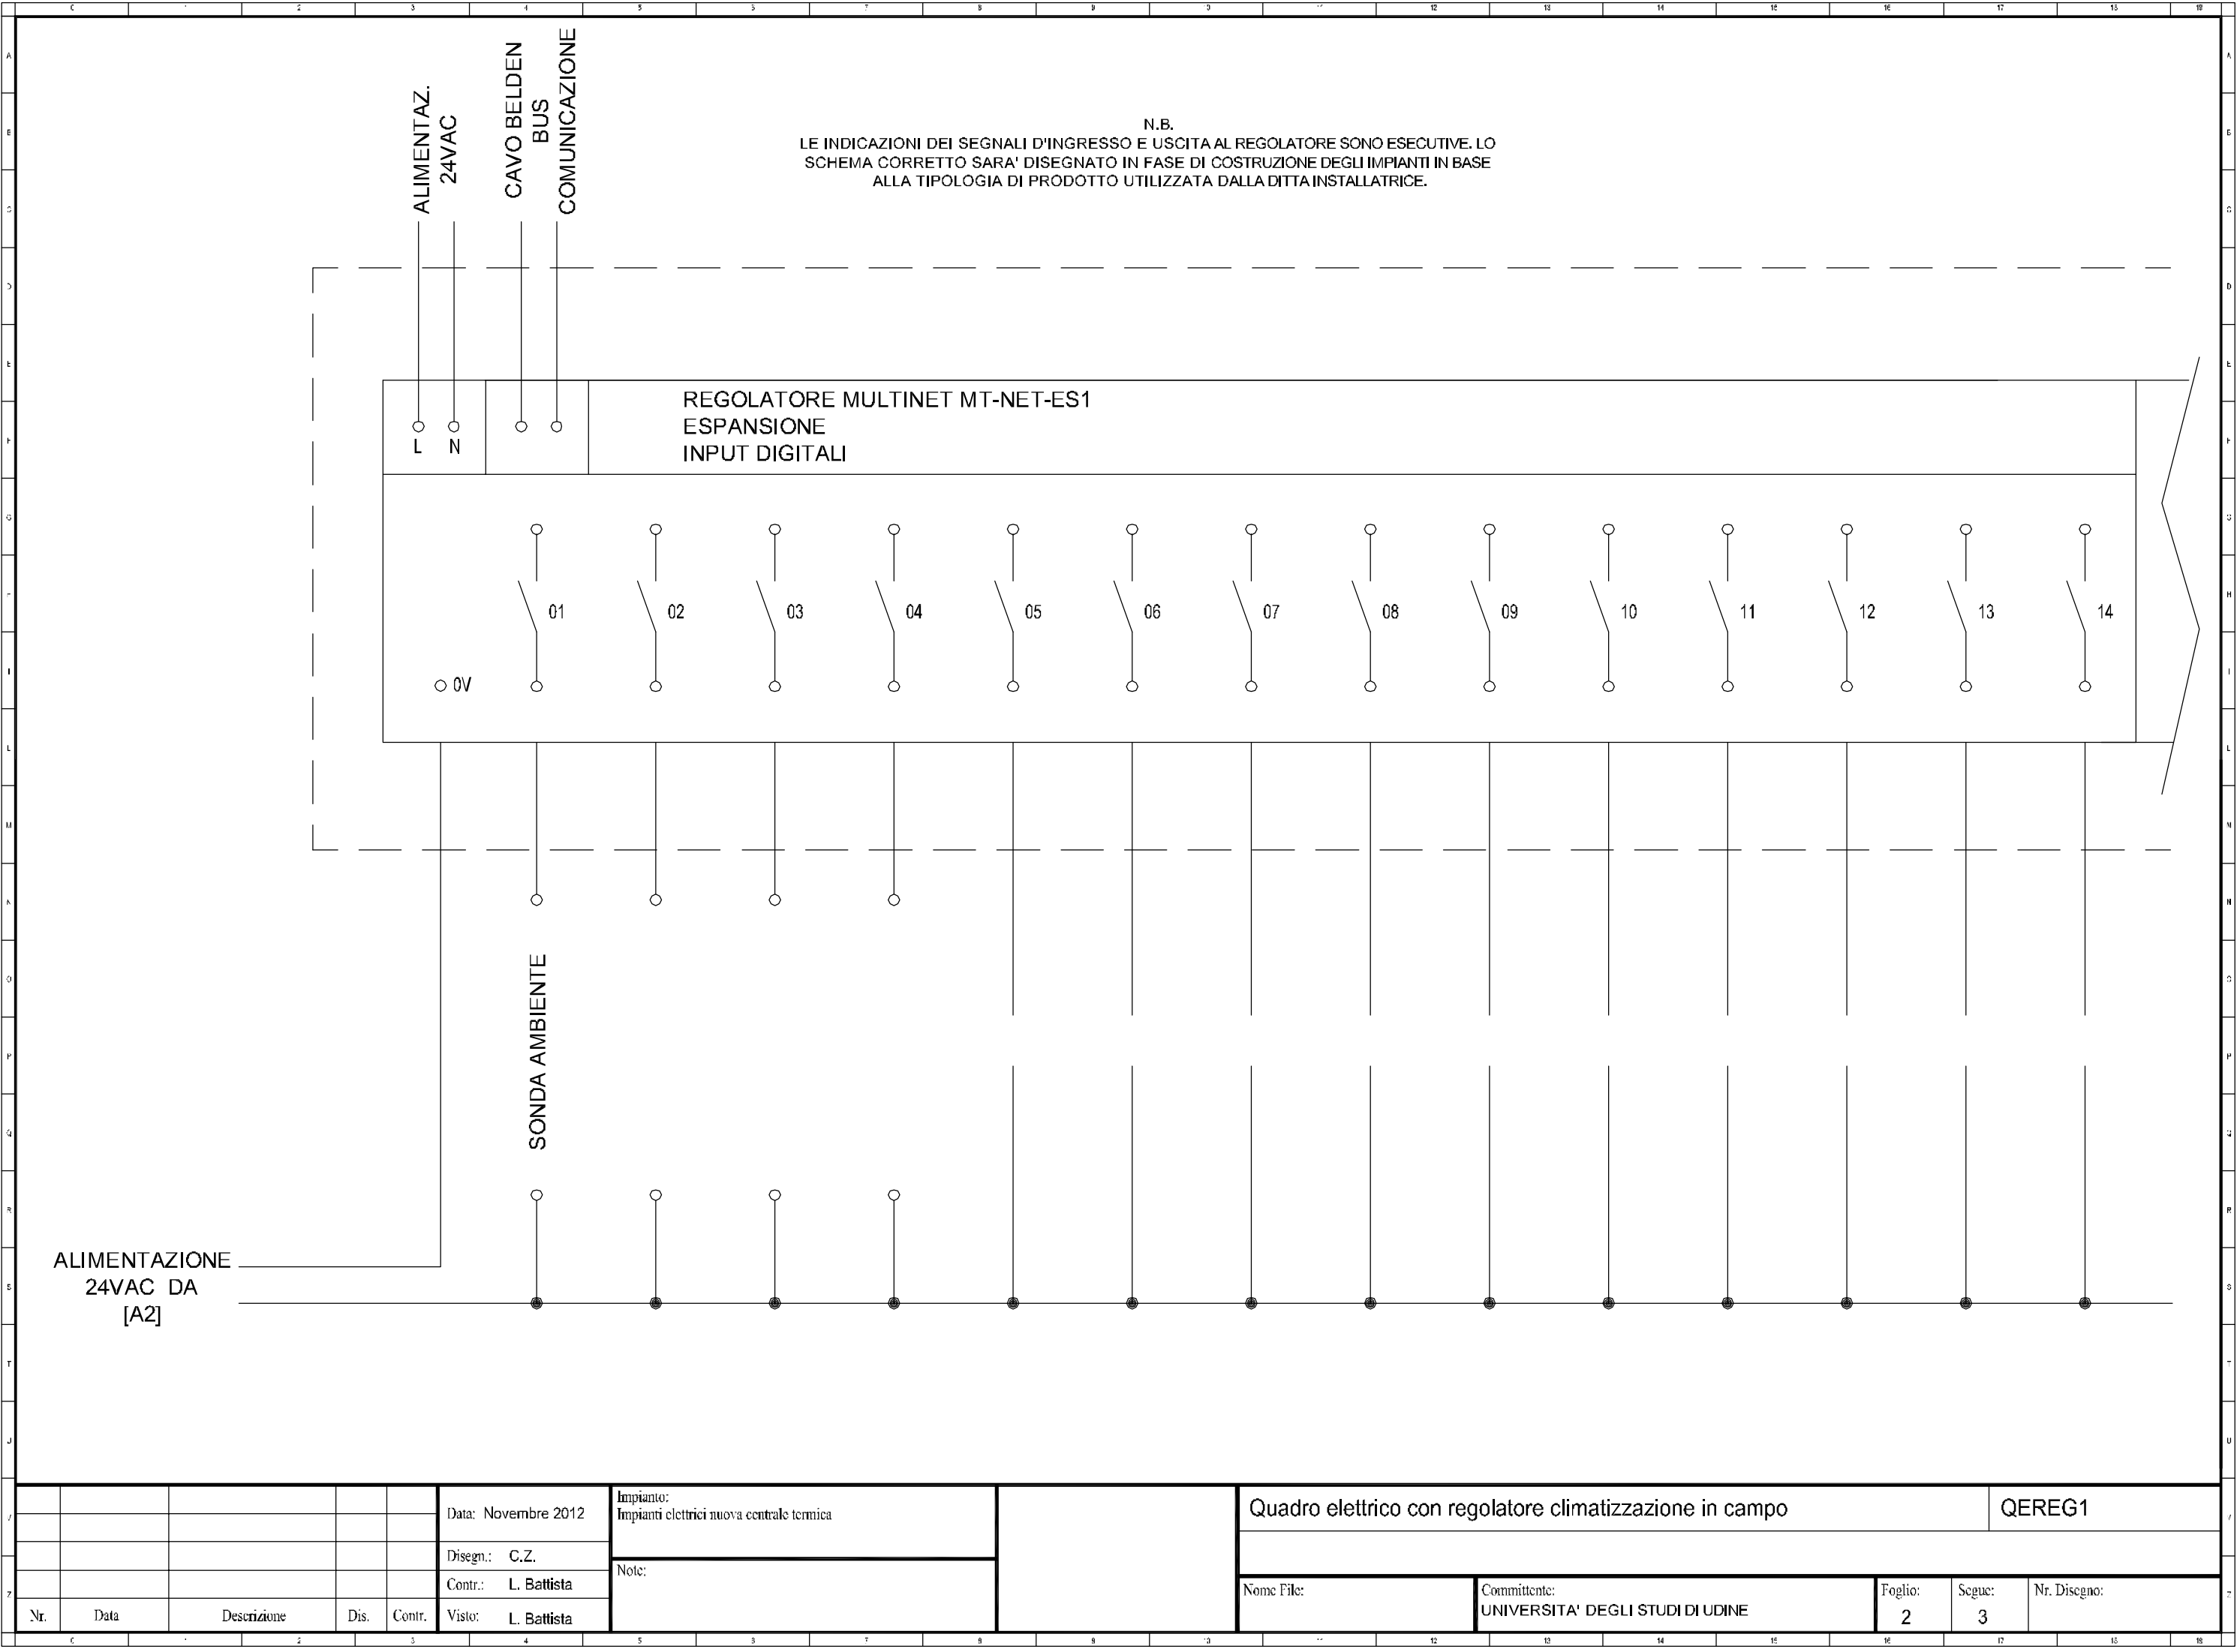 ALIMENTAZ.
24VAC
CAVO BELDEN
BUS
COMUNICAZIONE
N.B.
LE INDICAZIONI DEI SEGNALI D'INGRESSO E USCITA AL REGOLATORE SONO ESECUTIVE. LO
SCHEMA CORRETTO SARA' DISEGNATO IN FASE DI COSTRUZIONE DEGLI IMPIANTI IN BASE
ALLA TIPOLOGIA DI PRODOTTO UTILIZZATA DALLA DITTA INSTALLATRICE.
REGOLATORE MULTINET MT-NET-ES1
ESPANSIONE
INPUT DIGITALI
L N
01 02 03 04 05 06 07 08 09 10 11 12 13 14
0V
SONDA AMBIENTE
ALIMENTAZIONE
24VAC DA
[A2]
Data: Novembre 2012
Disegn.: C.Z.
Contr.: L. Battista
Visto: L. Battista
Nr. Data Descrizione Dis. Contr.
Impianto:
Impianti elettrici nuova centrale termica
Note:
Quadro elettrico con regolatore climatizzazione in campo
QEREG1
Nome File:
Committente:
UNIVERSITA' DEGLI STUDI DI UDINE
Foglio:
2
Segue:
3
Nr. Disegno: